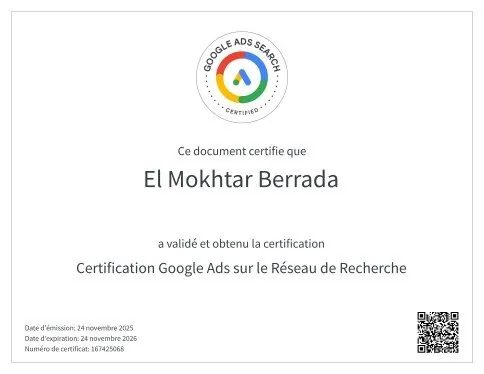 GOOGLE ADS SEARCH
CERTIFIED
Ce document certifie que
El Mokhtar Berrada
a validé et obtenu la certification
Certification Google Ads sur le Réseau de Recherche
Date d'émission: 24 novembre 2025
Date d'expiration: 24 novembre 2026
Numéro de certificat: 167425068